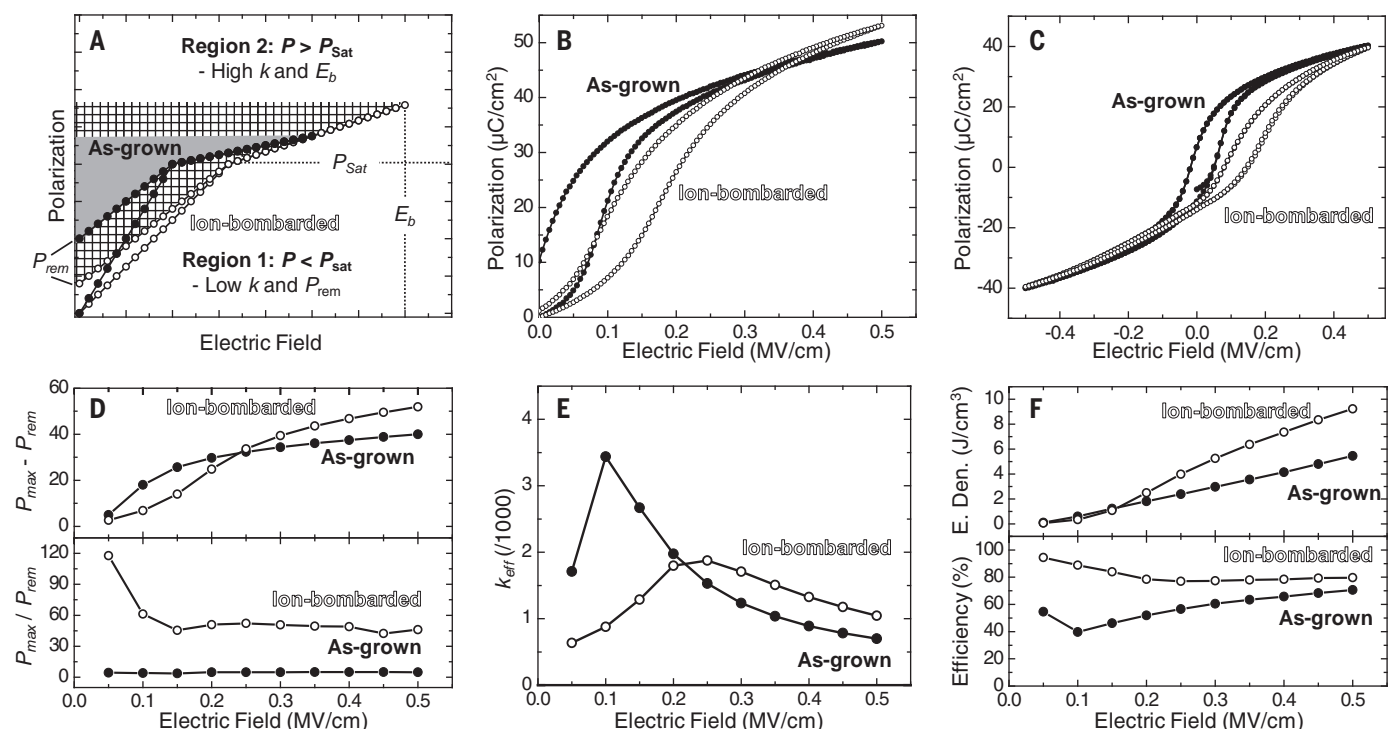 A
Region 2: P > PSat
- High k and Eb
As-grown
PSat
Ion-bombarded
Eb
Prem
Region 1: P < Psat
- Low k and Prem
Polarization
Electric Field
B
50
40
30
20
10
0
As-grown
Ion-bombarded
Polarization (µC/cm²)
0.0 0.1 0.2 0.3 0.4 0.5
Electric Field (MV/cm)
C
40
20
0
-20
-40
As-grown
Ion-bombarded
Polarization (µC/cm²)
-0.4 -0.2 0.0 0.2 0.4
Electric Field (MV/cm)
D
60
40
20
0
Ion-bombarded
As-grown
Pmax - Prem
120
90
60
30
0
Ion-bombarded
As-grown
Pmax / Prem
0.0 0.1 0.2 0.3 0.4 0.5
Electric Field (MV/cm)
E
4
3
2
1
0
Ion-bombarded
As-grown
keff (/1000)
0.0 0.1 0.2 0.3 0.4 0.5
Electric Field (MV/cm)
F
10
8
6
4
2
0
Ion-bombarded
As-grown
E. Den. (J/cm³)
100
80
60
40
20
0
Ion-bombarded
As-grown
Efficiency (%)
0.0 0.1 0.2 0.3 0.4 0.5
Electric Field (MV/cm)